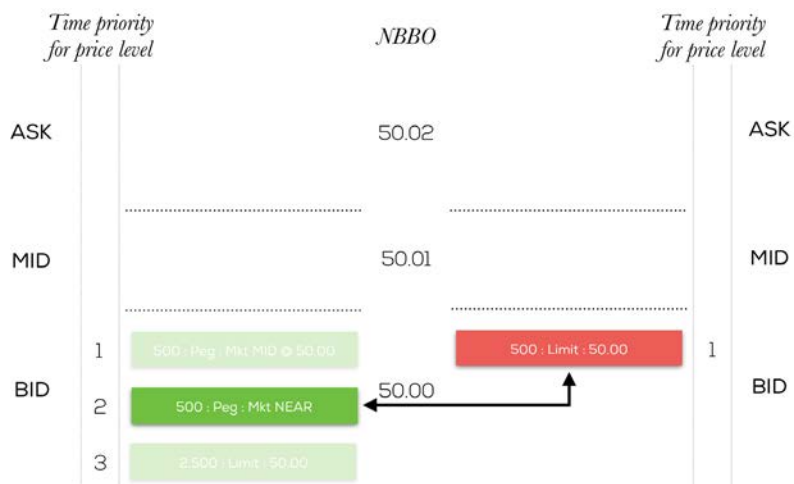 Time priority
for price level
NBBO
Time priority
for price level
ASK
50.02
ASK
MID
50.01
MID
1
500 : Peg : Mkt MID @ 50.00
500 : Limit : 50.00
1
BID
50.00
BID
2
500 : Peg : Mkt NEAR
3
2,500 : Limit : 50.00